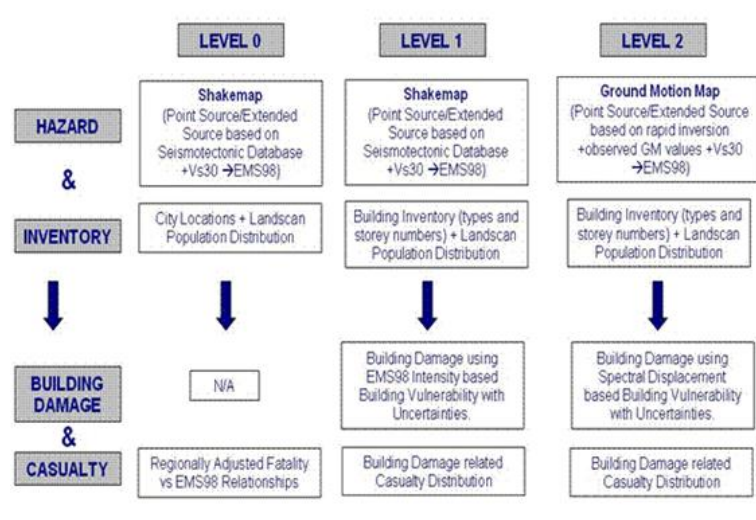 LEVEL 0
LEVEL 1
LEVEL 2
HAZARD
Shakemap
(Point Source/Extended
Source based on
Seismotectonic Database
+Vs30 →EMS98)
Shakemap
(Point Source/Extended
Source based on
Seismotectonic Database
+Vs30 →EMS98)
Ground Motion Map
(Point Source/Extended Source
based on rapid inversion
+observed GM values +Vs30
→EMS98)
&
INVENTORY
City Locations + Landscan
Population Distribution
Building Inventory (types and
storey numbers) + Landscan
Population Distribution
Building Inventory (types and
storey numbers) + Landscan
Population Distribution
BUILDING
DAMAGE
N/A
Building Damage using
EMS98 Intensity based
Building Vulnerability with
Uncertainties.
Building Damage using
Spectral Displacement
based Building Vulnerability
with Uncertainties.
&
CASUALTY
Regionally Adjusted Fatality
vs EMS98 Relationships
Building Damage related
Casualty Distribution
Building Damage related
Casualty Distribution